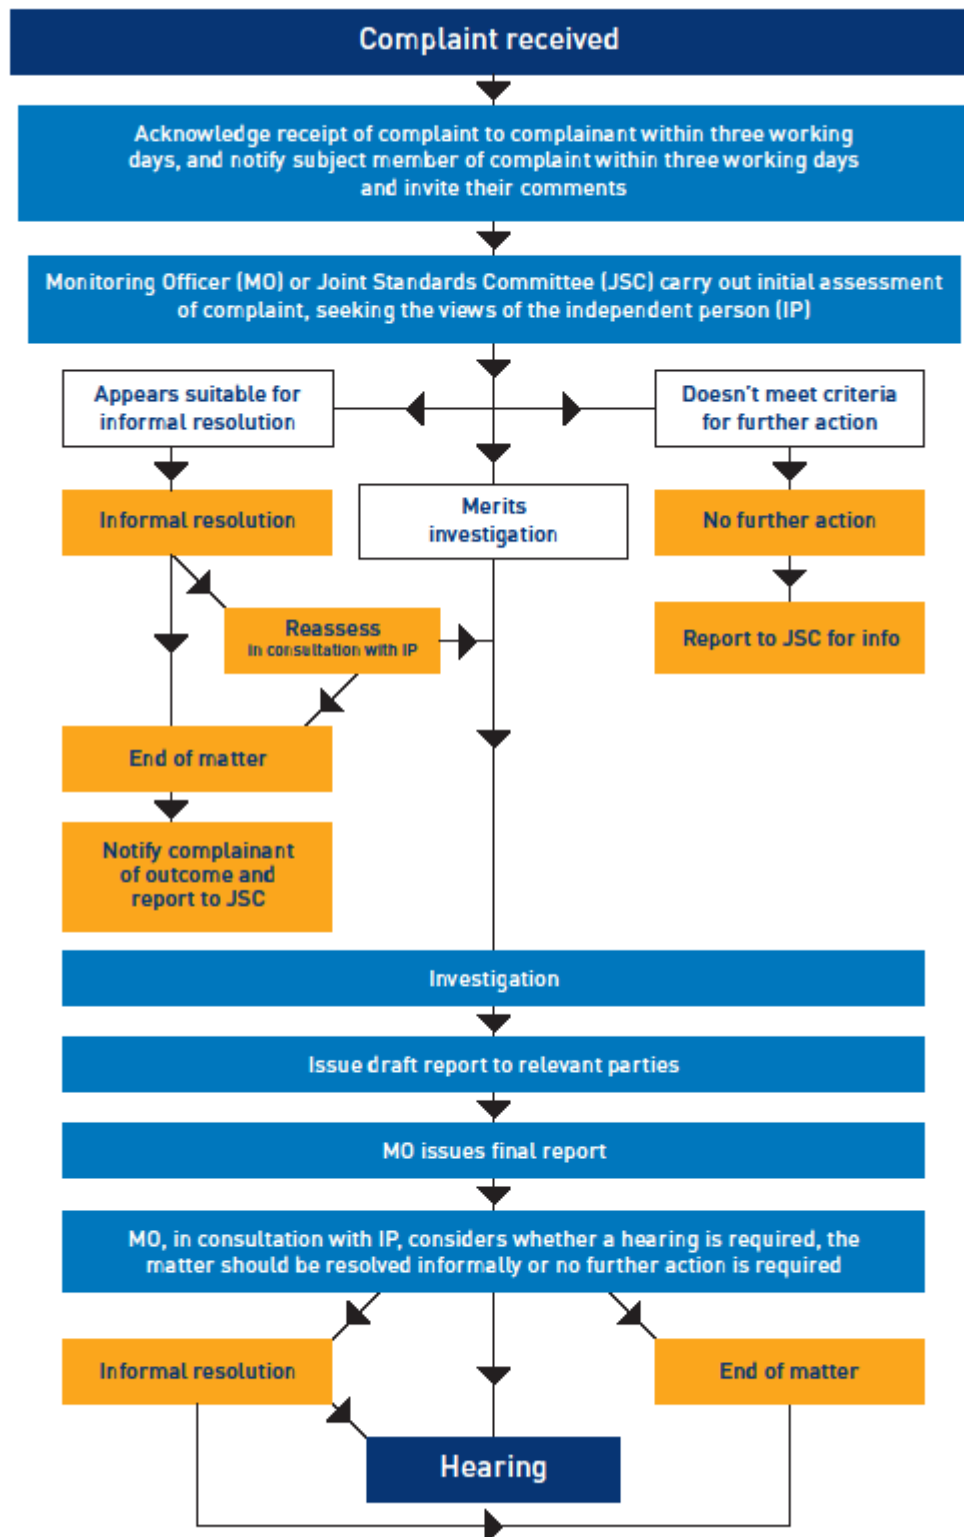 Complaint received
Acknowledge receipt of complaint to complainant within three working
days, and notify subject member of complaint within three working days
and invite their comments
Monitoring Officer (MO) or Joint Standards Committee (JSC) carry out initial assessment
of complaint, seeking the views of the independent person (IP)
Appears suitable for
informal resolution
Doesn't meet criteria
for further action
Informal resolution
Merits
investigation
No further action
Reassess
in consultation with IP
Report to JSC for info
End of matter
Notify complainant
of outcome and
report to JSC
Investigation
Issue draft report to relevant parties
MO issues final report
MO, in consultation with IP, considers whether a hearing is required, the
matter should be resolved informally or no further action is required
Informal resolution
End of matter
Hearing